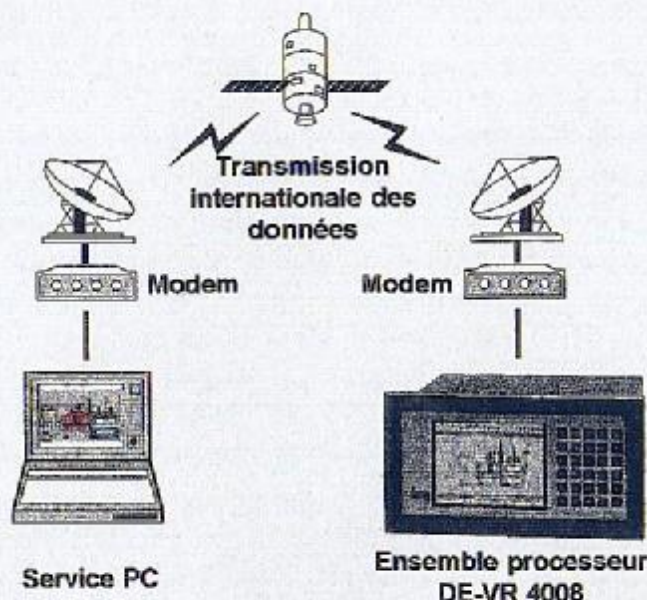 Transmission
internationale des
données
Modem
Modem
Service PC
Ensemble processeur
DE-VR 4008